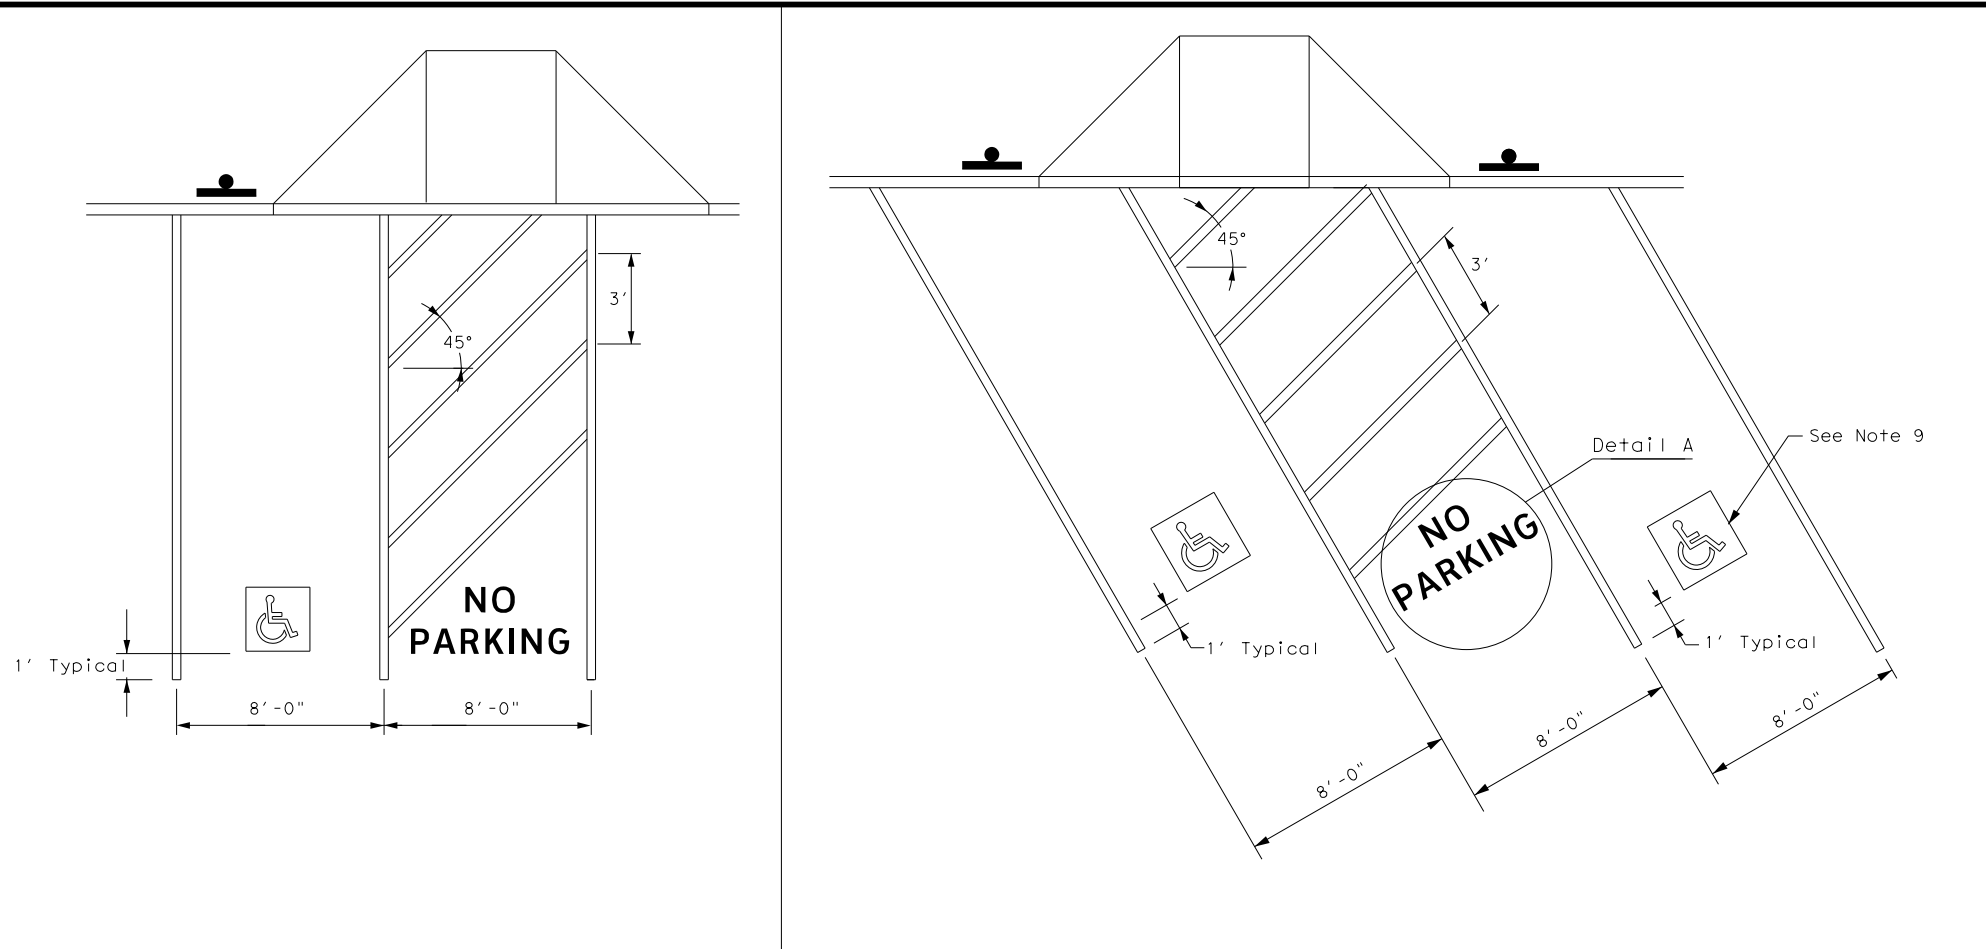 3'
45°
NO
PARKING
1' Typical
8'-0"
8'-0"
45°
3'
Detail A
See Note 9
NO
PARKING
1' Typical
1' Typical
8'-0"
8'-0"
8'-0"